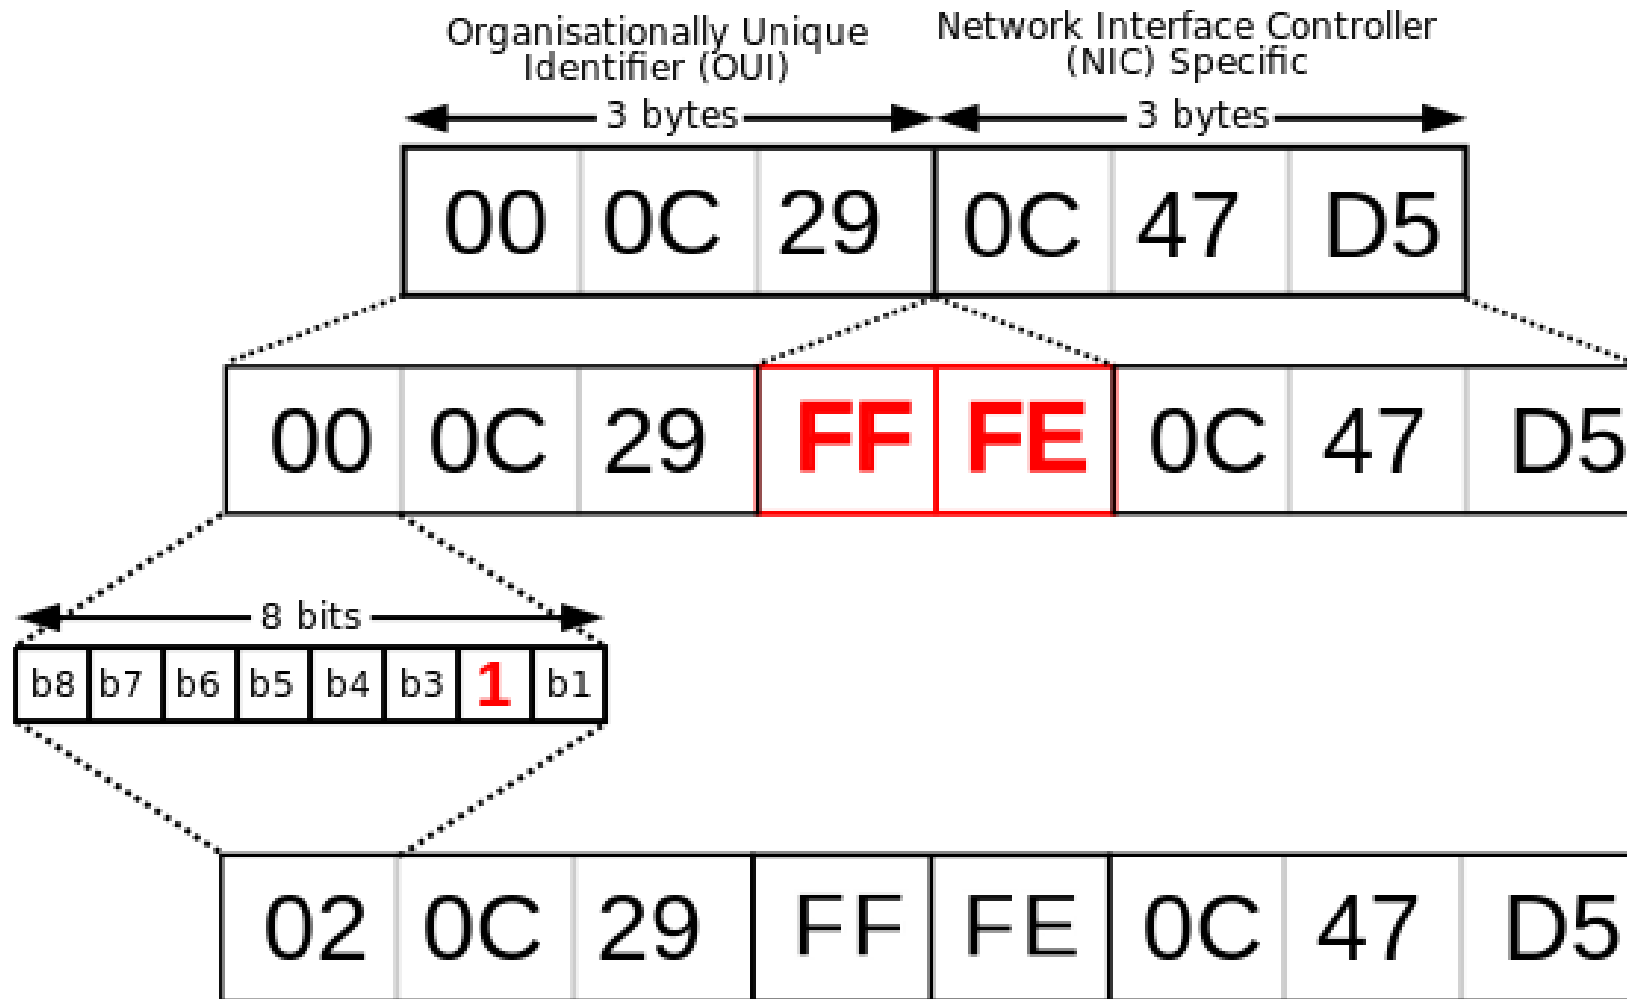 Organisationally Unique
Identifier (OUI)
Network Interface Controller
(NIC) Specific
3 bytes
3 bytes
00 0C 29 0C 47 D5
00 0C 29 FF FE 0C 47 D5
8 bits
b8 b7 b6 b5 b4 b3 1 b1
02 0C 29 FF FE 0C 47 D5